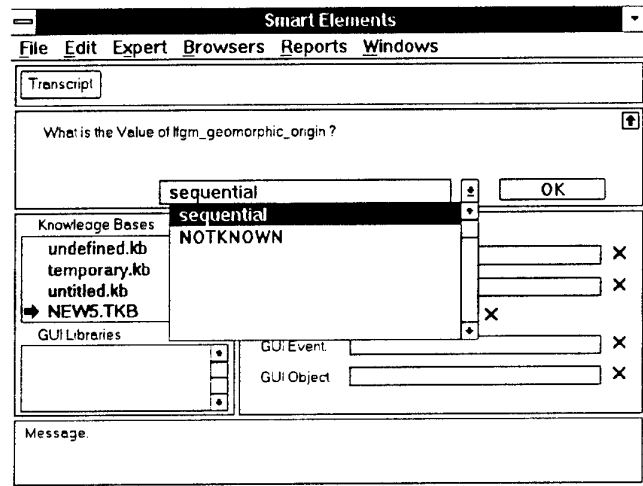 Smart Elements
File Edit Expert Browsers Reports Windows
Transcript
What is the Value of lfgm_geomorphic_origin ?
sequential
OK
sequential
NOTKNOWN
Knowledge Bases
undefined.kb
temporary.kb
untitled.kb
NEW5.TKB
GUI Libraries
GUI Event.
GUI Object
Message.